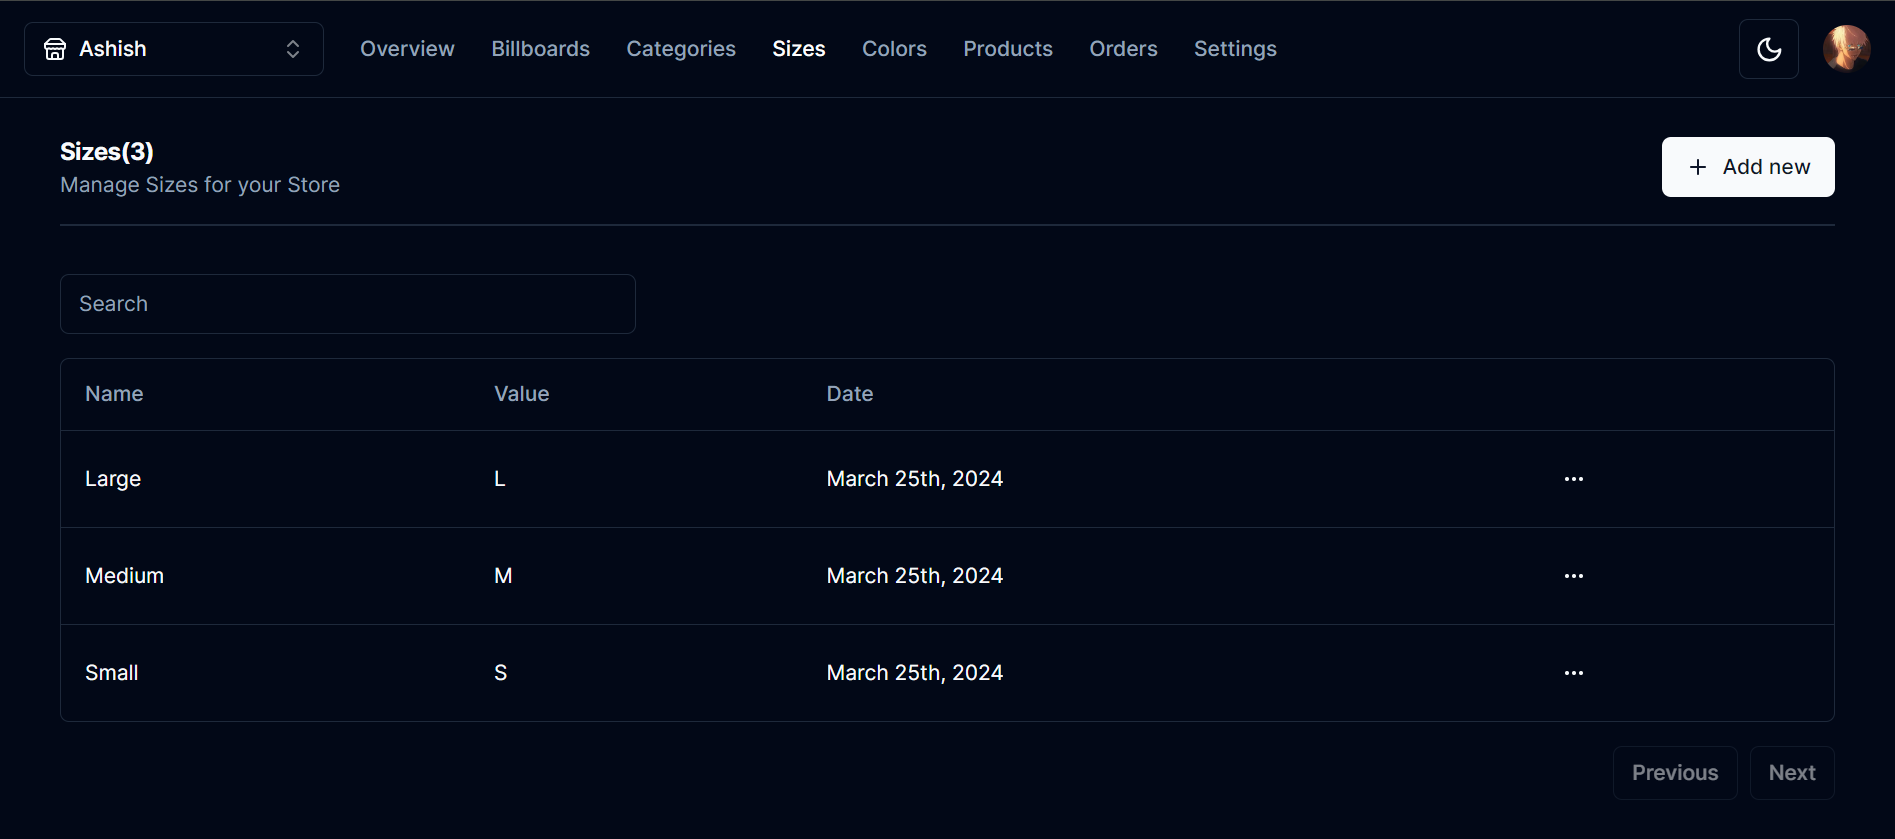 Ashish Overview Billboards Categories Sizes Colors Products Orders Settings
Sizes(3)
Manage Sizes for your Store
+ Add new
Search
Name Value Date
Large L March 25th, 2024 ...
Medium M March 25th, 2024 ...
Small S March 25th, 2024 ...
Previous Next